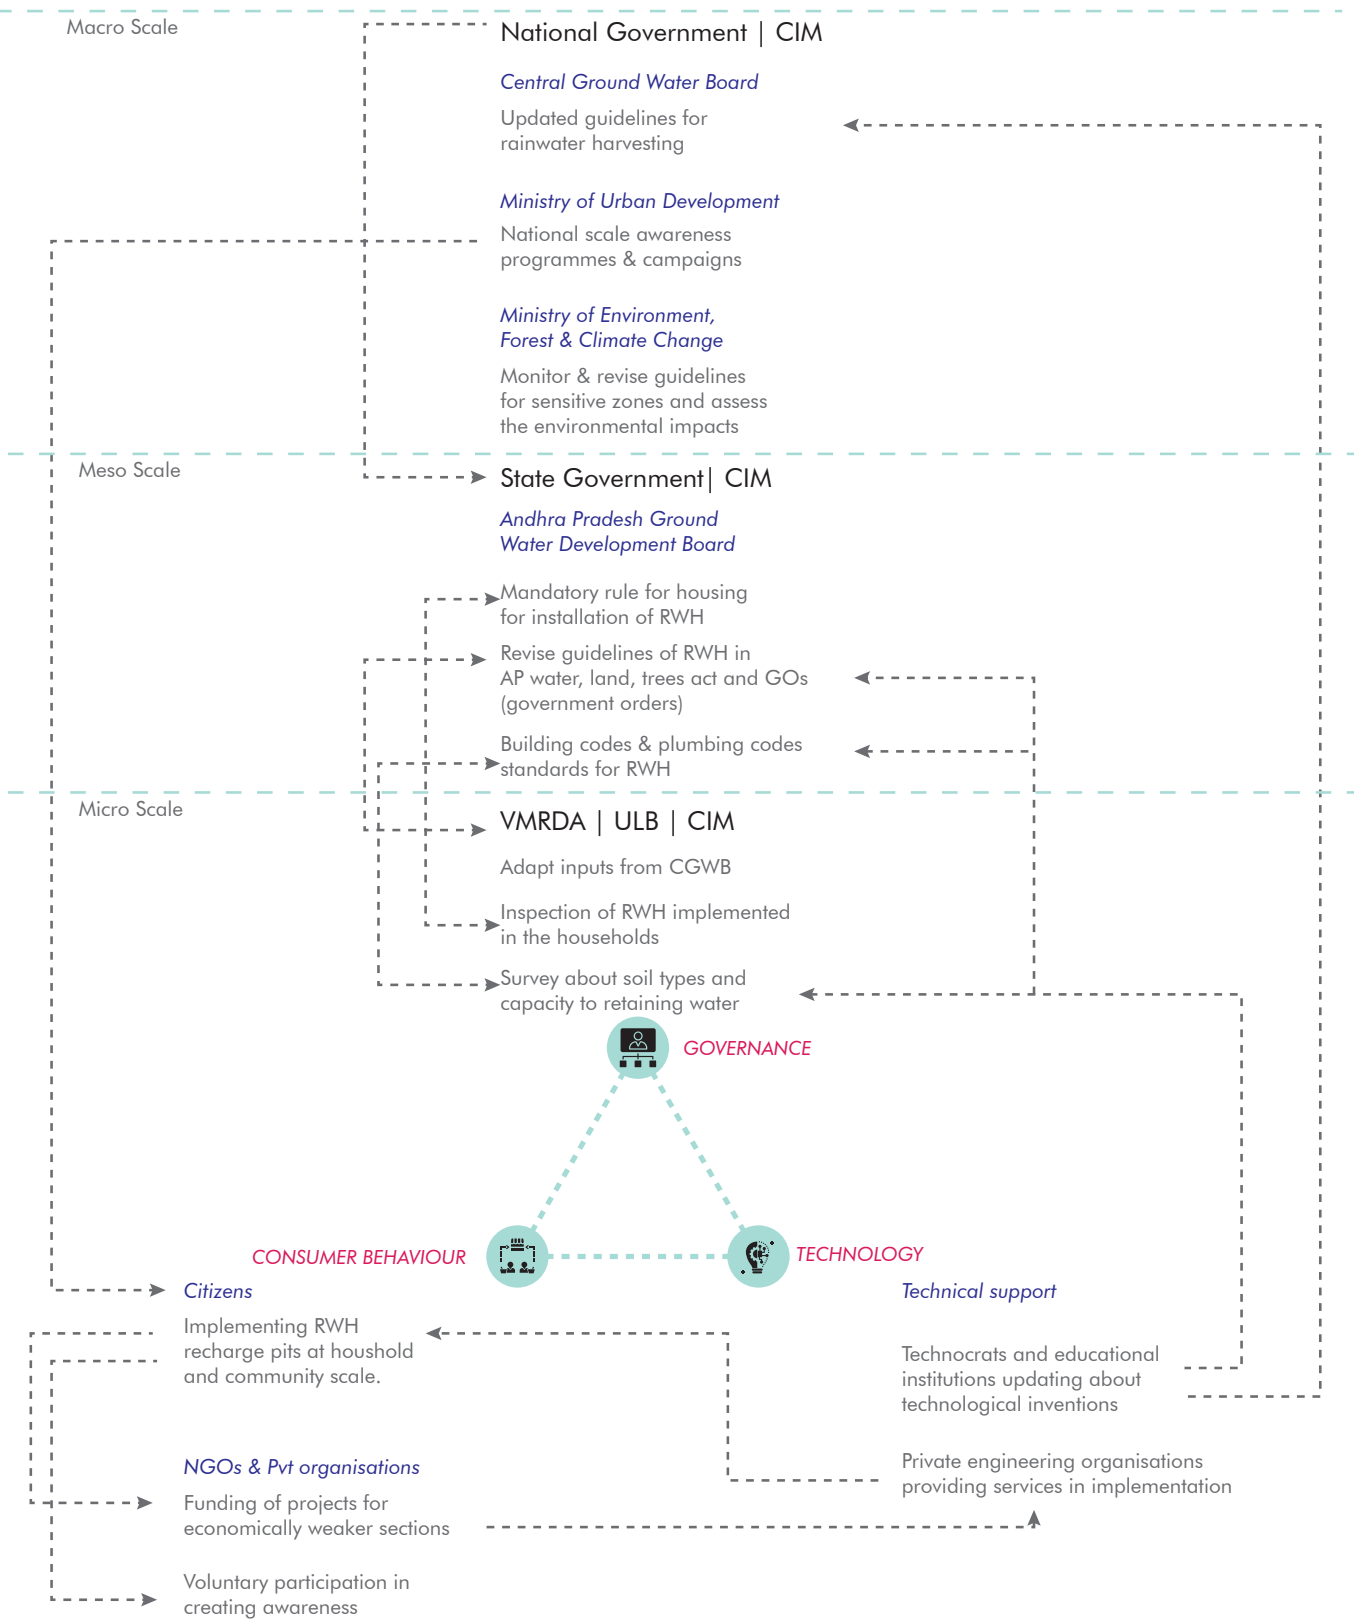 Macro Scale
National Government | CIM
Central Ground Water Board
Updated guidelines for
rainwater harvesting
Ministry of Urban Development
National scale awareness
programmes & campaigns
Ministry of Environment,
Forest & Climate Change
Monitor & revise guidelines
for sensitive zones and assess
the environmental impacts
Meso Scale
State Government| CIM
Andhra Pradesh Ground
Water Development Board
Mandatory rule for housing
for installation of RWH
Revise guidelines of RWH in
AP water, land, trees act and GOs
(government orders)
Building codes & plumbing codes
standards for RWH
Micro Scale
VMRDA | ULB | CIM
Adapt inputs from CGWB
Inspection of RWH implemented
in the households
Survey about soil types and
capacity to retaining water
GOVERNANCE
CONSUMER BEHAVIOUR
TECHNOLOGY
Citizens
Implementing RWH
recharge pits at houshold
and community scale.
NGOs & Pvt organisations
Funding of projects for
economically weaker sections
Voluntary participation in
creating awareness
Technical support
Technocrats and educational
institutions updating about
technological inventions
Private engineering organisations
providing services in implementation